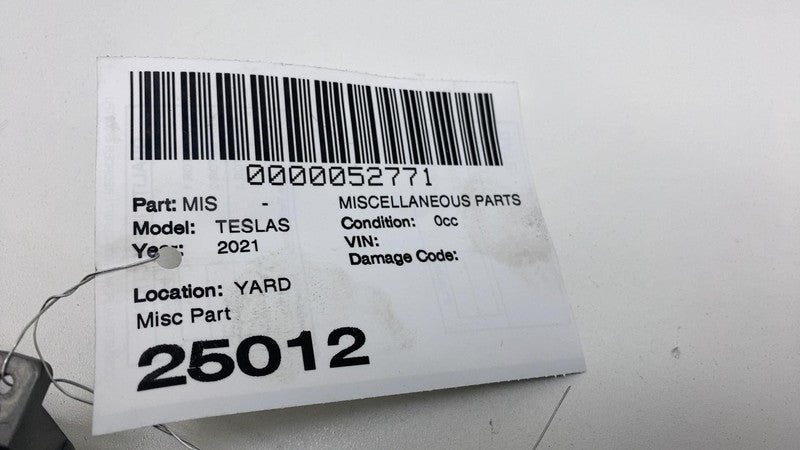 0000052771
Part: MIS - MISCELLANEOUS PARTS
Model: TESLAS Condition: 0cc
Year: 2021 VIN:
Damage Code:
Location: YARD
Misc Part
25012